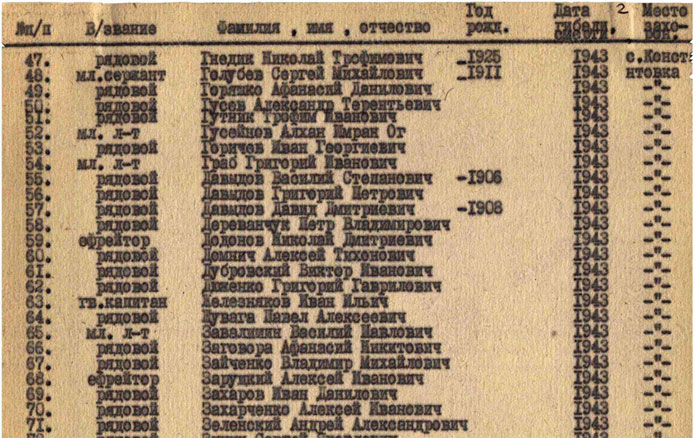 №п/п В/звание Фамилия, имя, отчество Год рожд. Дата гибели. 2 Место захо-
47. рядовой Гнедик Николай Трофимович -1925 1943 с.Конста
48. мл.сержант Голубев Сергей Михайлович -1911 1943 нтовка
49. рядовой Горяшко Афанасий Данилович 1943 -"-
50. рядовой Гусев Александр Терентьевич 1943 -"-
51. рядовой Гутник Трофим Иванович 1943 -"-
52. мл. л-т Гусейнов Алхан Имран Ог 1943 -"-
53. рядовой Горичев Иван Георгиевич 1943 -"-
54. мл. л-т Граб Григорий Иванович 1943 -"-
55. рядовой Давыдов Василий Степанович -1906 1943 -"-
56. рядовой Давыдов Григорий Петрович 1943 -"-
57. рядовой Давыдов Давид Дмитриевич -1908 1943 -"-
58. рядовой Дереванчук Петр Владимирович 1943 -"-
59. ефрейтор Додонов Николай Дмитриевич 1943 -"-
60. рядовой Домнич Алексей Тихонович 1943 -"-
61. рядовой Дубровский Виктор Иванович 1943 -"-
62. рядовой Диженко Григорий Гаврилович 1943 -"-
63. гв.капитан Железняков Иван Ильич 1943 -"-
64. рядовой Жувага Павел Алексеевич 1943 -"-
65. мл. л-т Завалишин Василий Павлович 1943 -"-
66. рядовой Заговора Афанасий Никитович 1943 -"-
67. рядовой Зайченко Владимир Михайлович 1943 -"-
68. ефрейтор Заруцкий Алексей Иванович 1943 -"-
69. рядовой Захаров Иван Данилович 1943 -"-
70. рядовой Захарченко Алексей Иванович 1943 -"-
71. рядовой Зеленский Андрей Александрович 1943 -"-